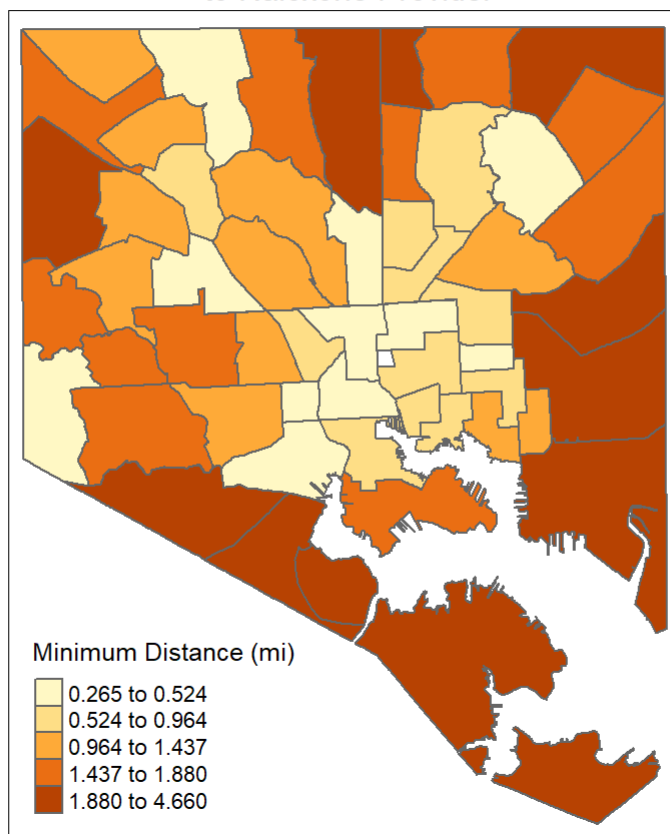 Minimum Distance (mi)
0.265 to 0.524
0.524 to 0.964
0.964 to 1.437
1.437 to 1.880
1.880 to 4.660